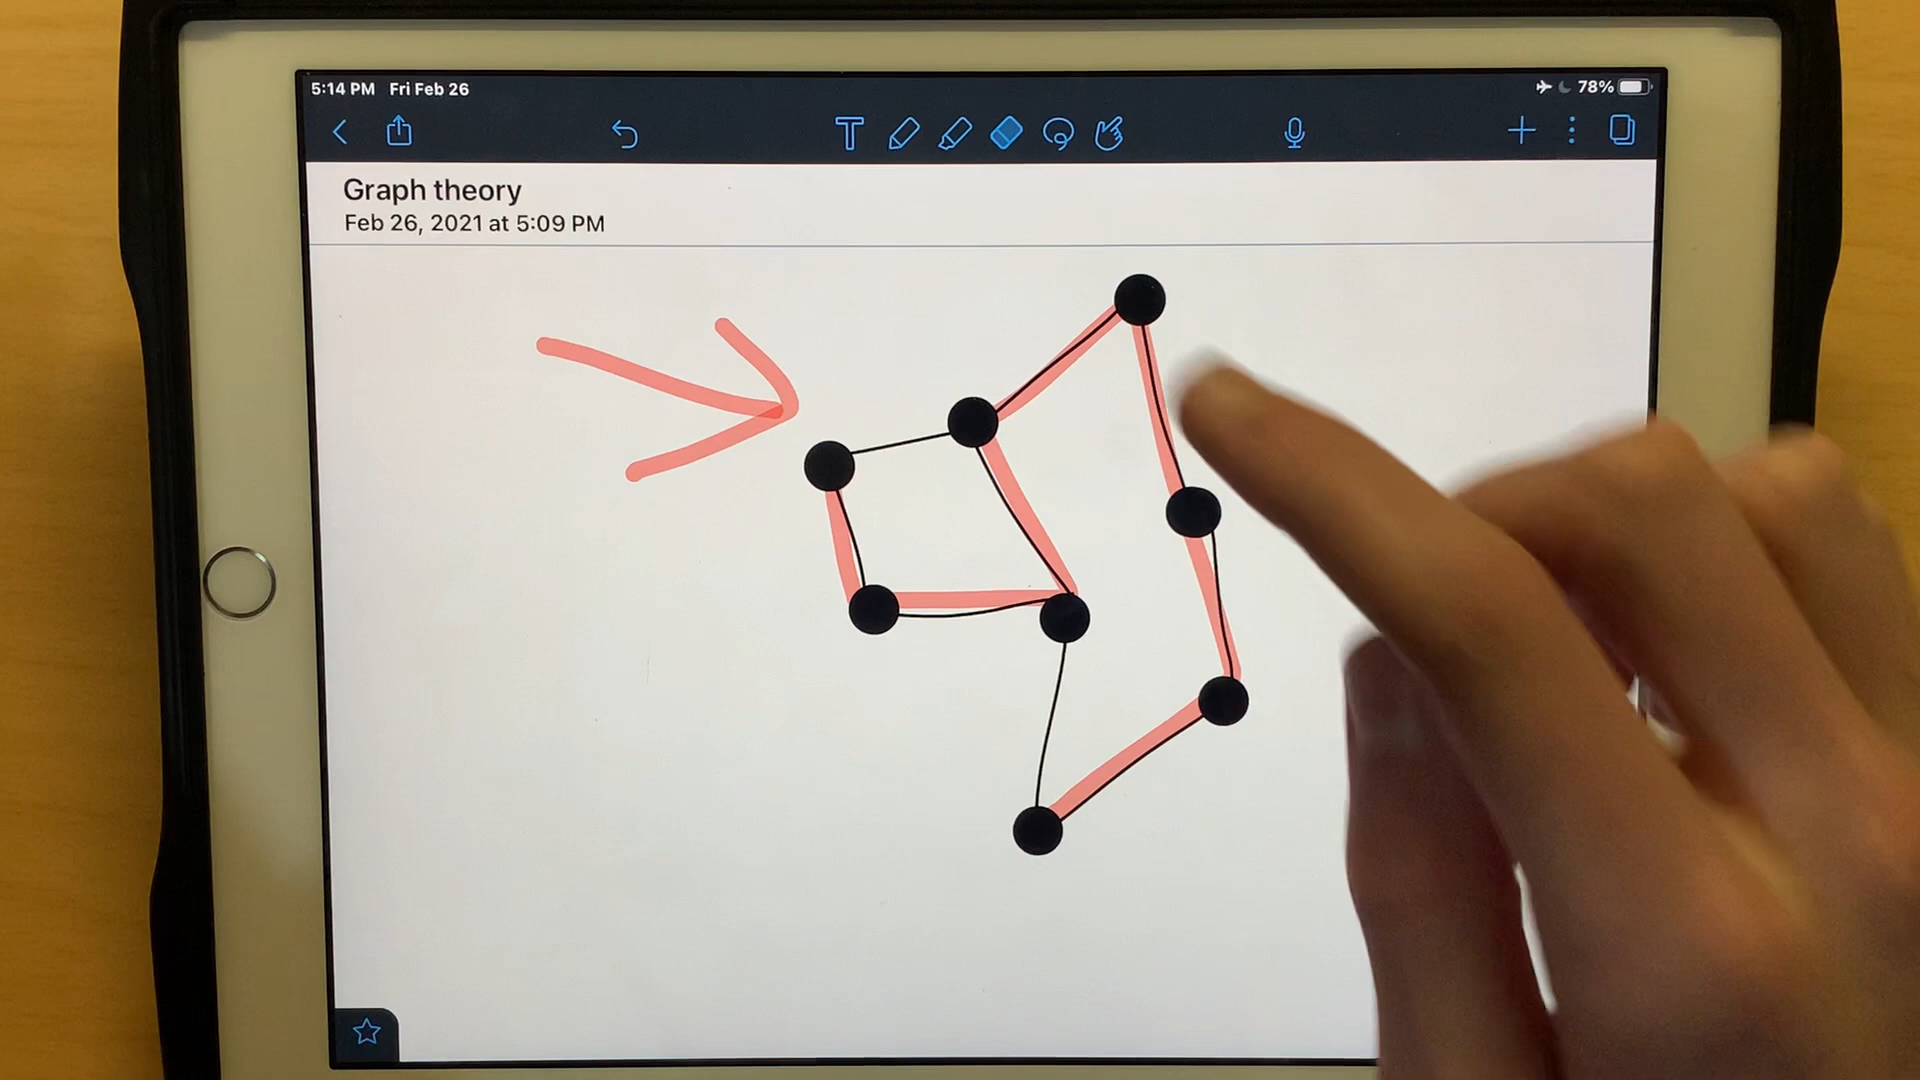 5:14 PM Fri Feb 26
78%
T
Graph theory
Feb 26, 2021 at 5:09 PM